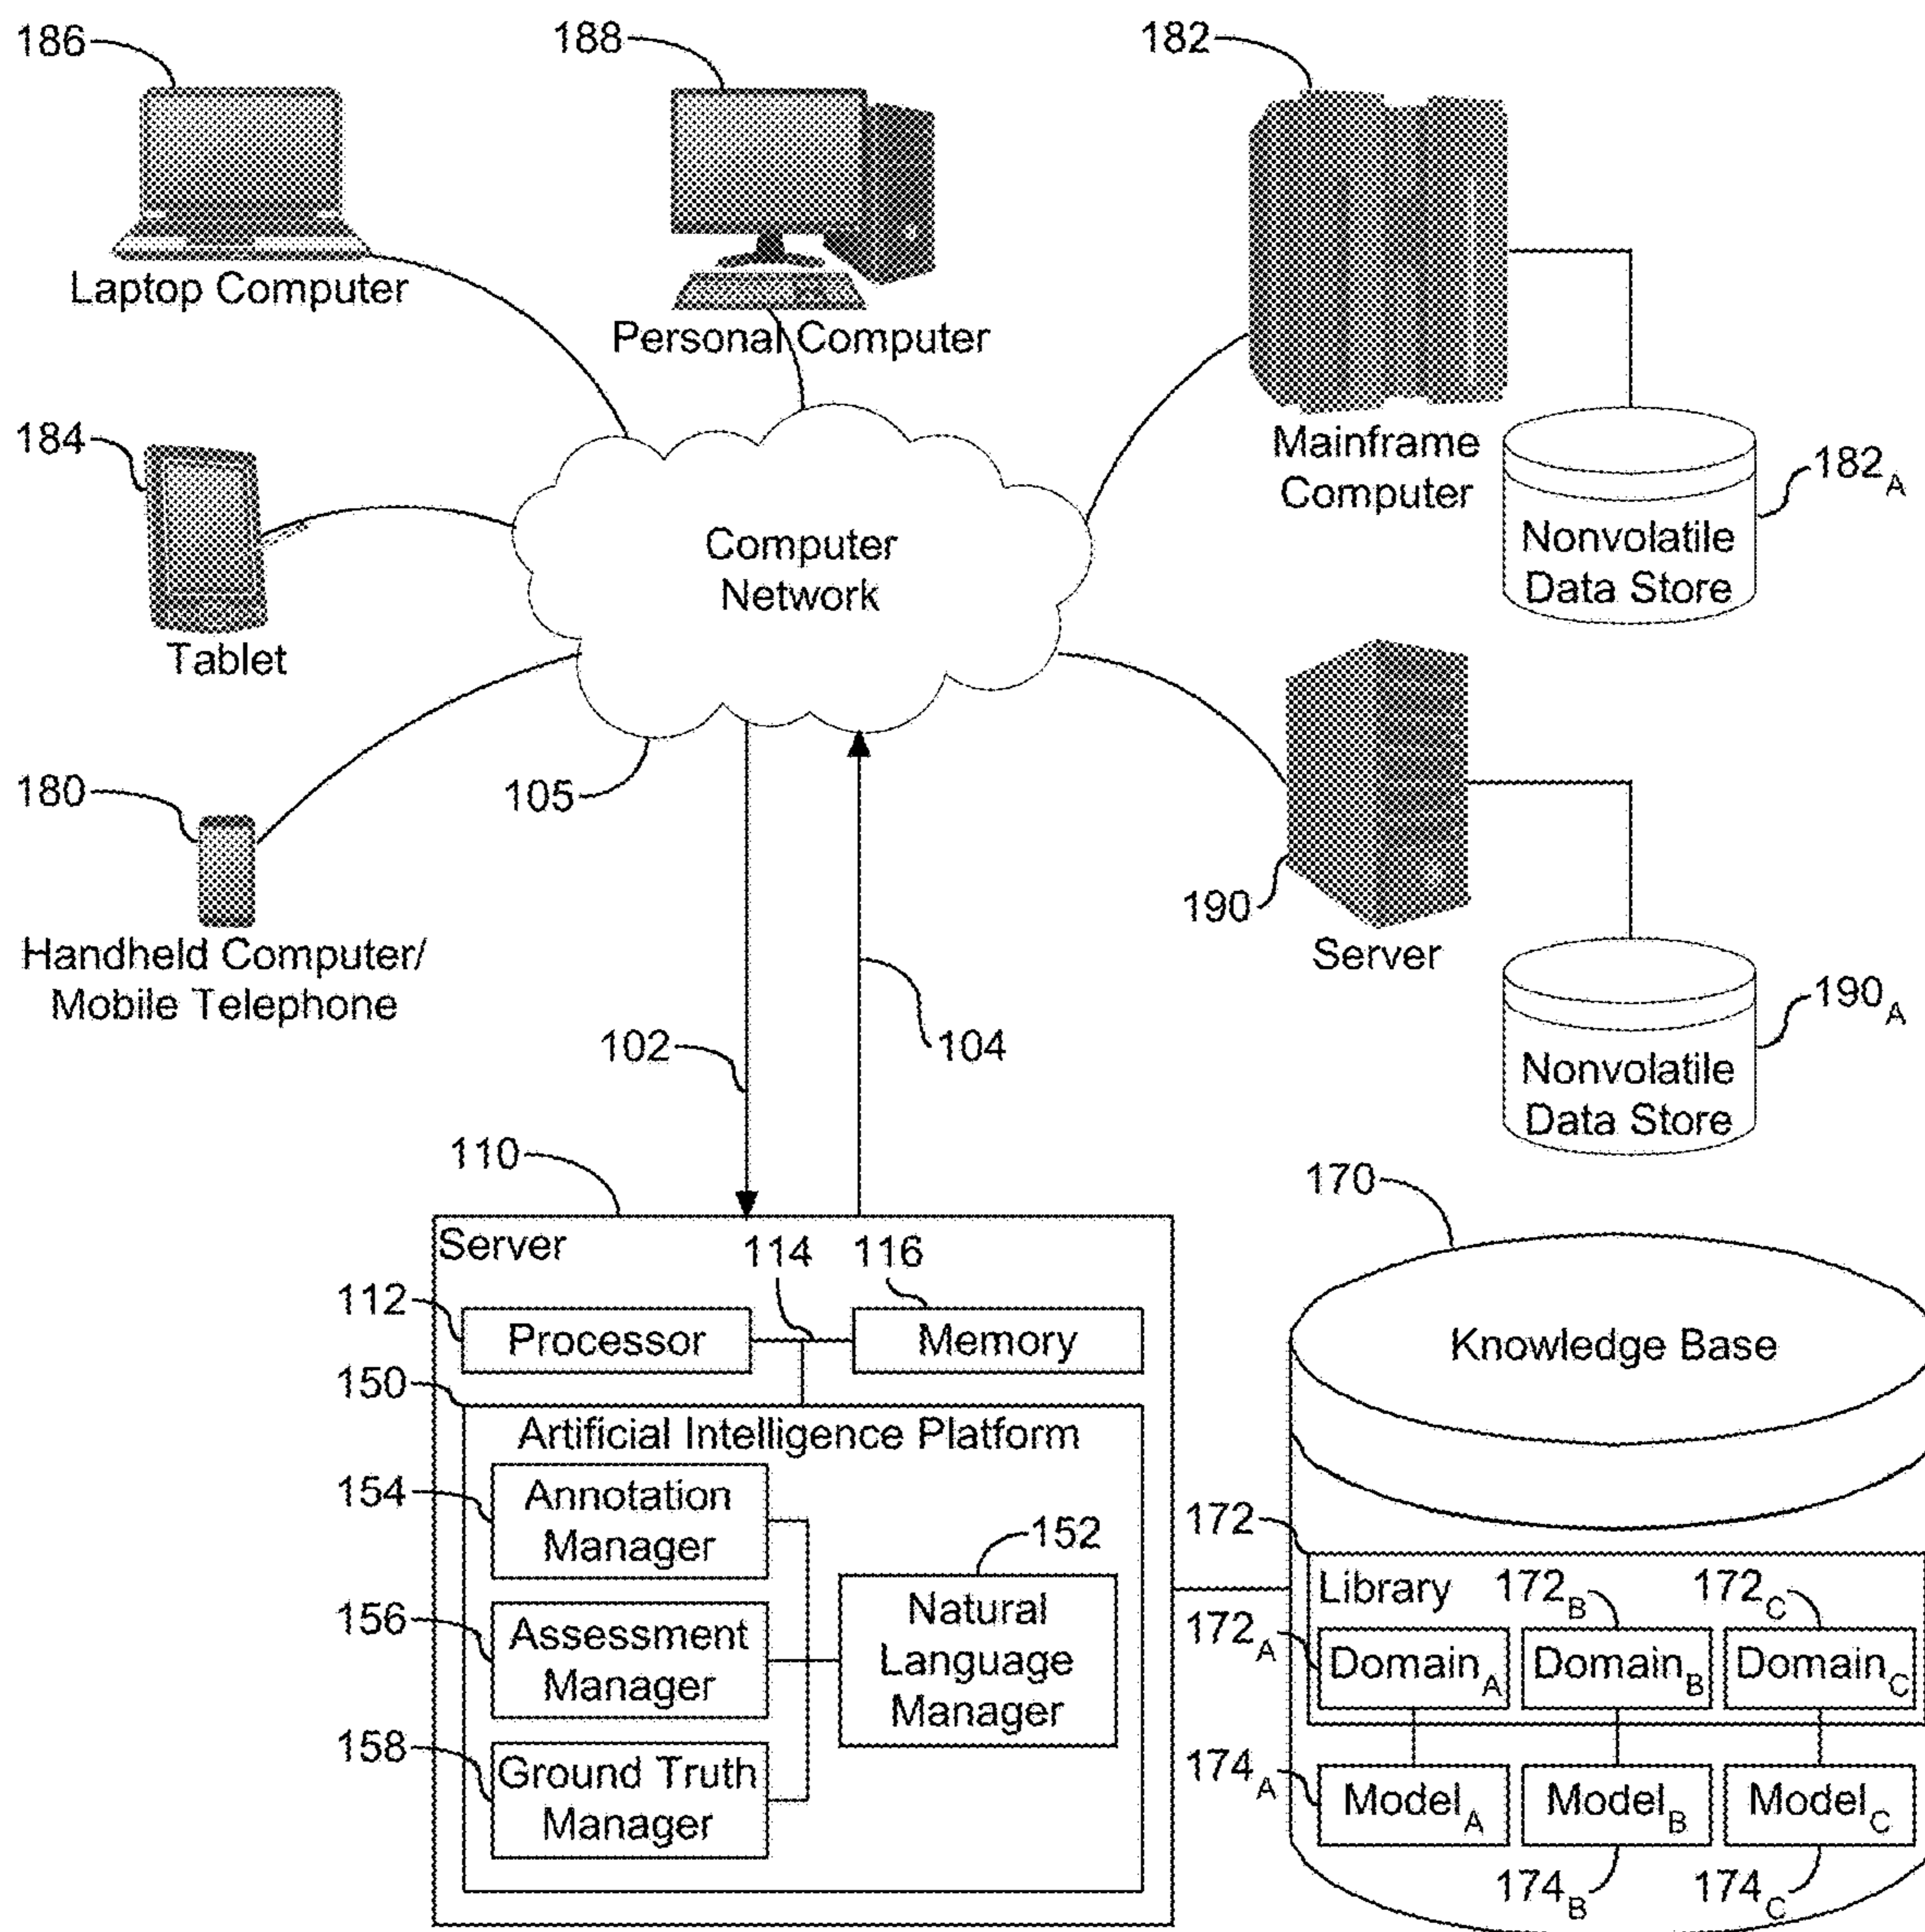 186
188
182
Laptop Computer
Personal Computer
Mainframe
Computer
184
182A
Nonvolatile
Data Store
Computer
Network
Tablet
180
105
190
Server
Handheld Computer/
Mobile Telephone
190A
Nonvolatile
Data Store
102
104
110
170
Server
114
116
112
Processor
Memory
Knowledge Base
150
Artificial Intelligence Platform
154
Annotation
Manager
152
156
Assessment
Manager
Natural
Language
Manager
158
Ground Truth
Manager
172
Library
172B
172C
172A
DomainA
DomainB
DomainC
174A
ModelA
ModelB
ModelC
174B
174C